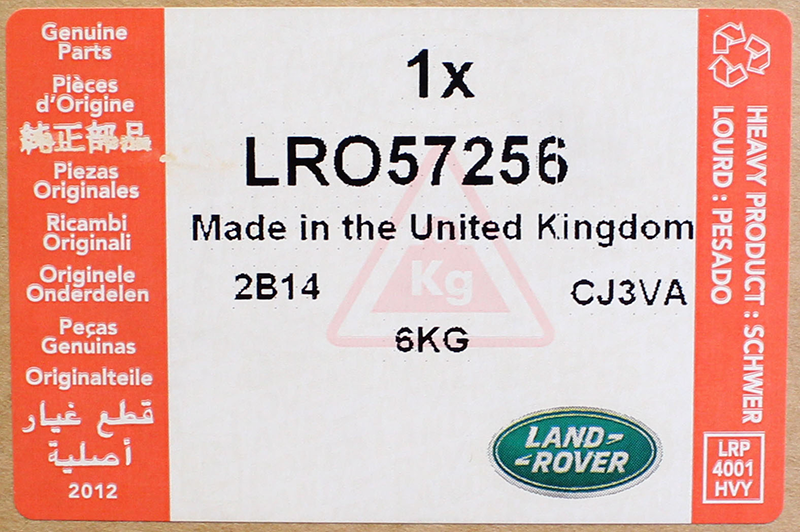 Genuine
Parts
Pièces
d'Origine
純正部品
Piezas
Originales
Ricambi
Originali
Originele
Onderdelen
Peças
Genuinas
Originalteile
قطع غيار
أصلية
2012
1x
LRO57256
Made in the United Kingdom
2B14
CJ3VA
Kg
6KG
LAND-
-ROVER
HEAVY PRODUCT : SCHWER
LOURD : PESADO
LRP
4001
HVY